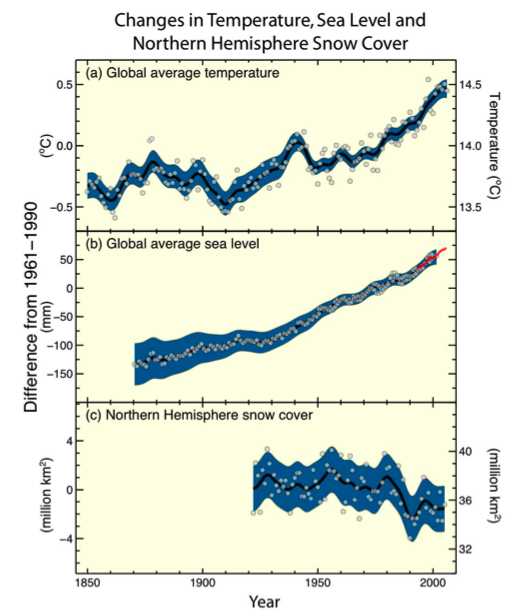 Changes in Temperature, Sea Level and
Northern Hemisphere Snow Cover
(a) Global average temperature
0.5
0.0
−0.5
(°C)
14.5
14.0
13.5
Temperature (°C)
(b) Global average sea level
50
0
−50
−100
−150
Difference from 1961–1990
(mm)
(c) Northern Hemisphere snow cover
4
0
−4
(million km²)
40
36
32
(million km²)
1850
1900
1950
2000
Year